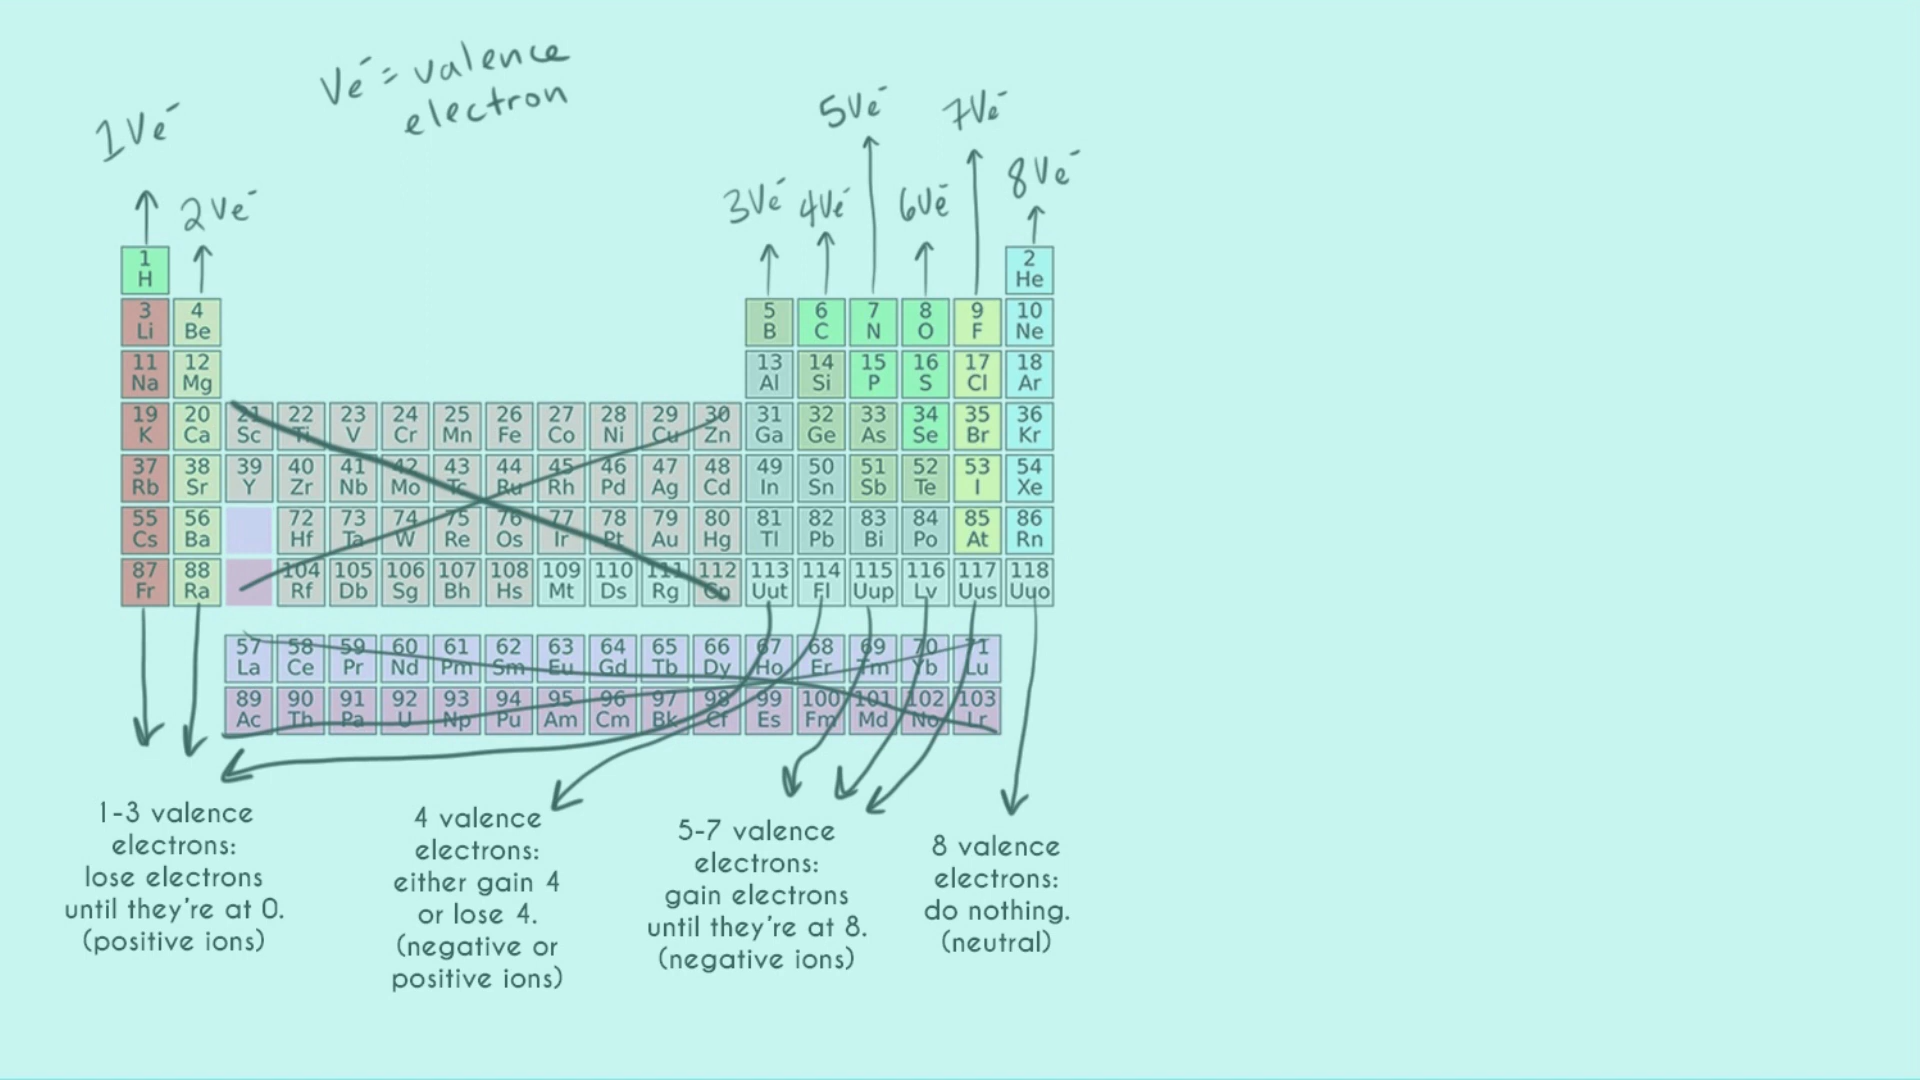 Ve⁻ = valence
electron
1Ve⁻
2Ve⁻
3Ve⁻
4Ve⁻
5Ve⁻
6Ve⁻
7Ve⁻
8Ve⁻
1 2
H He
3 4 5 6 7 8 9 10
Li Be B C N O F Ne
11 12 13 14 15 16 17 18
Na Mg Al Si P S Cl Ar
19 20 21 22 23 24 25 26 27 28 29 30 31 32 33 34 35 36
K Ca Sc Ti V Cr Mn Fe Co Ni Cu Zn Ga Ge As Se Br Kr
37 38 39 40 41 42 43 44 45 46 47 48 49 50 51 52 53 54
Rb Sr Y Zr Nb Mo Tc Ru Rh Pd Ag Cd In Sn Sb Te I Xe
55 56 72 73 74 75 76 77 78 79 80 81 82 83 84 85 86
Cs Ba Hf Ta W Re Os Ir Pt Au Hg Tl Pb Bi Po At Rn
87 88 104 105 106 107 108 109 110 111 112 113 114 115 116 117 118
Fr Ra Rf Db Sg Bh Hs Mt Ds Rg Cn Uut Fl Uup Lv Uus Uuo
57 58 59 60 61 62 63 64 65 66 67 68 69 70 71
La Ce Pr Nd Pm Sm Eu Gd Tb Dy Ho Er Tm Yb Lu
89 90 91 92 93 94 95 96 97 98 99 100 101 102 103
Ac Th Pa U Np Pu Am Cm Bk Cf Es Fm Md No Lr
1-3 valence
electrons:
lose electrons
until they're at 0.
(positive ions)
4 valence
electrons:
either gain 4
or lose 4.
(negative or
positive ions)
5-7 valence
electrons:
gain electrons
until they're at 8.
(negative ions)
8 valence
electrons:
do nothing.
(neutral)